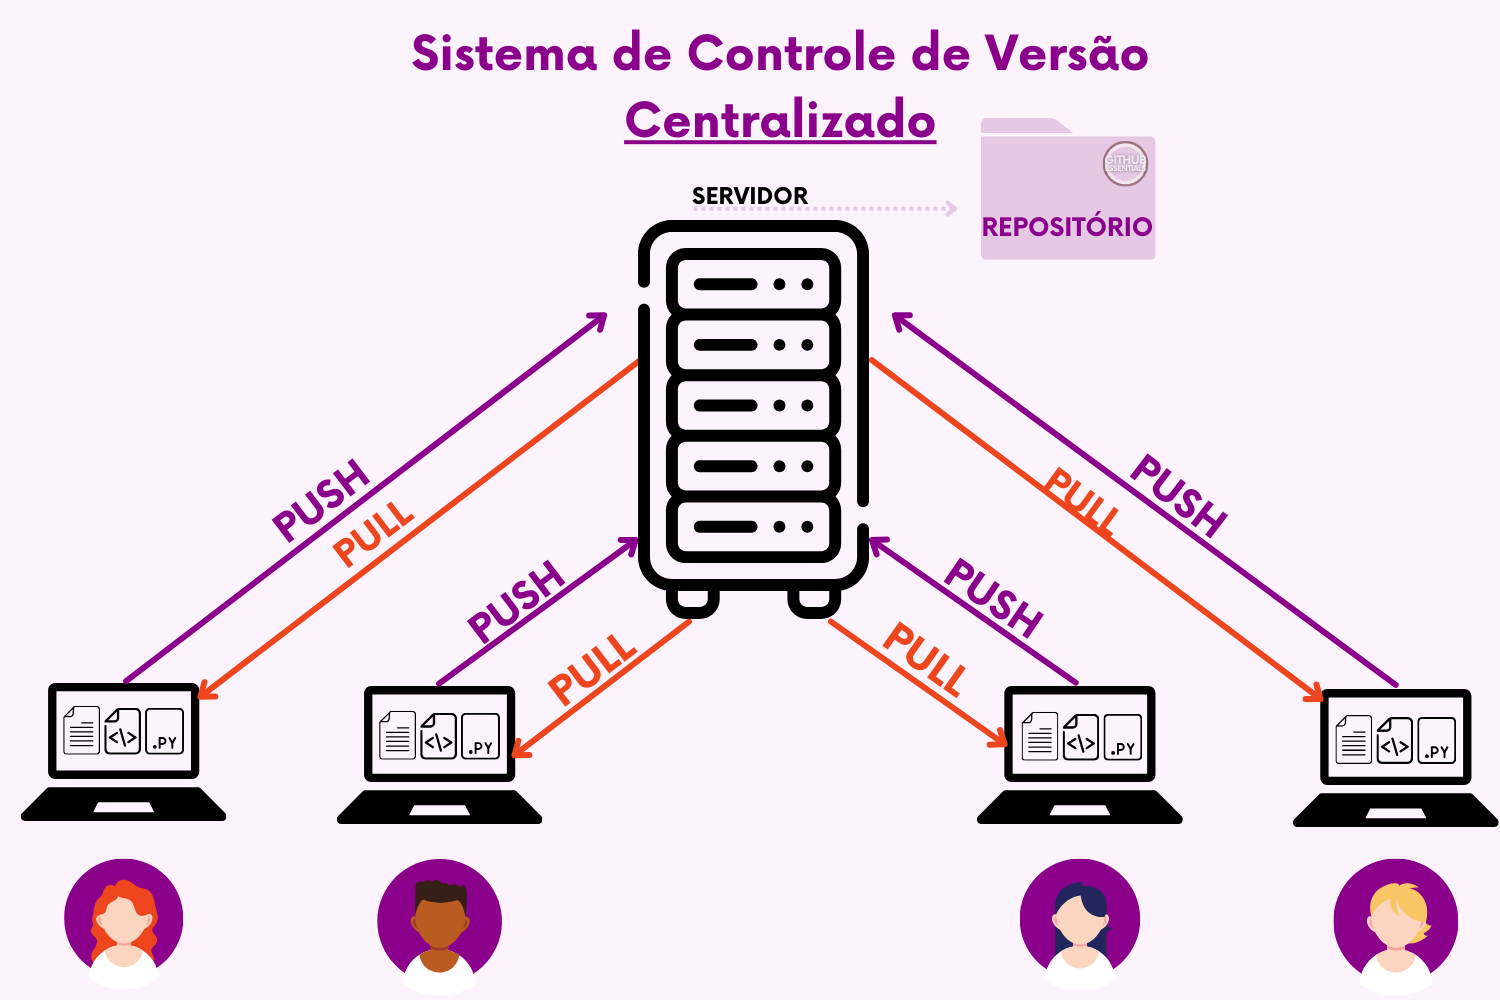 Sistema de Controle de Versão
Centralizado
SERVIDOR
GITHUB
ESSENTIALS
REPOSITÓRIO
PUSH
PULL
PUSH
PULL
PUSH
PULL
PUSH
PULL
</> .PY
</> .PY
</> .PY
</> .PY